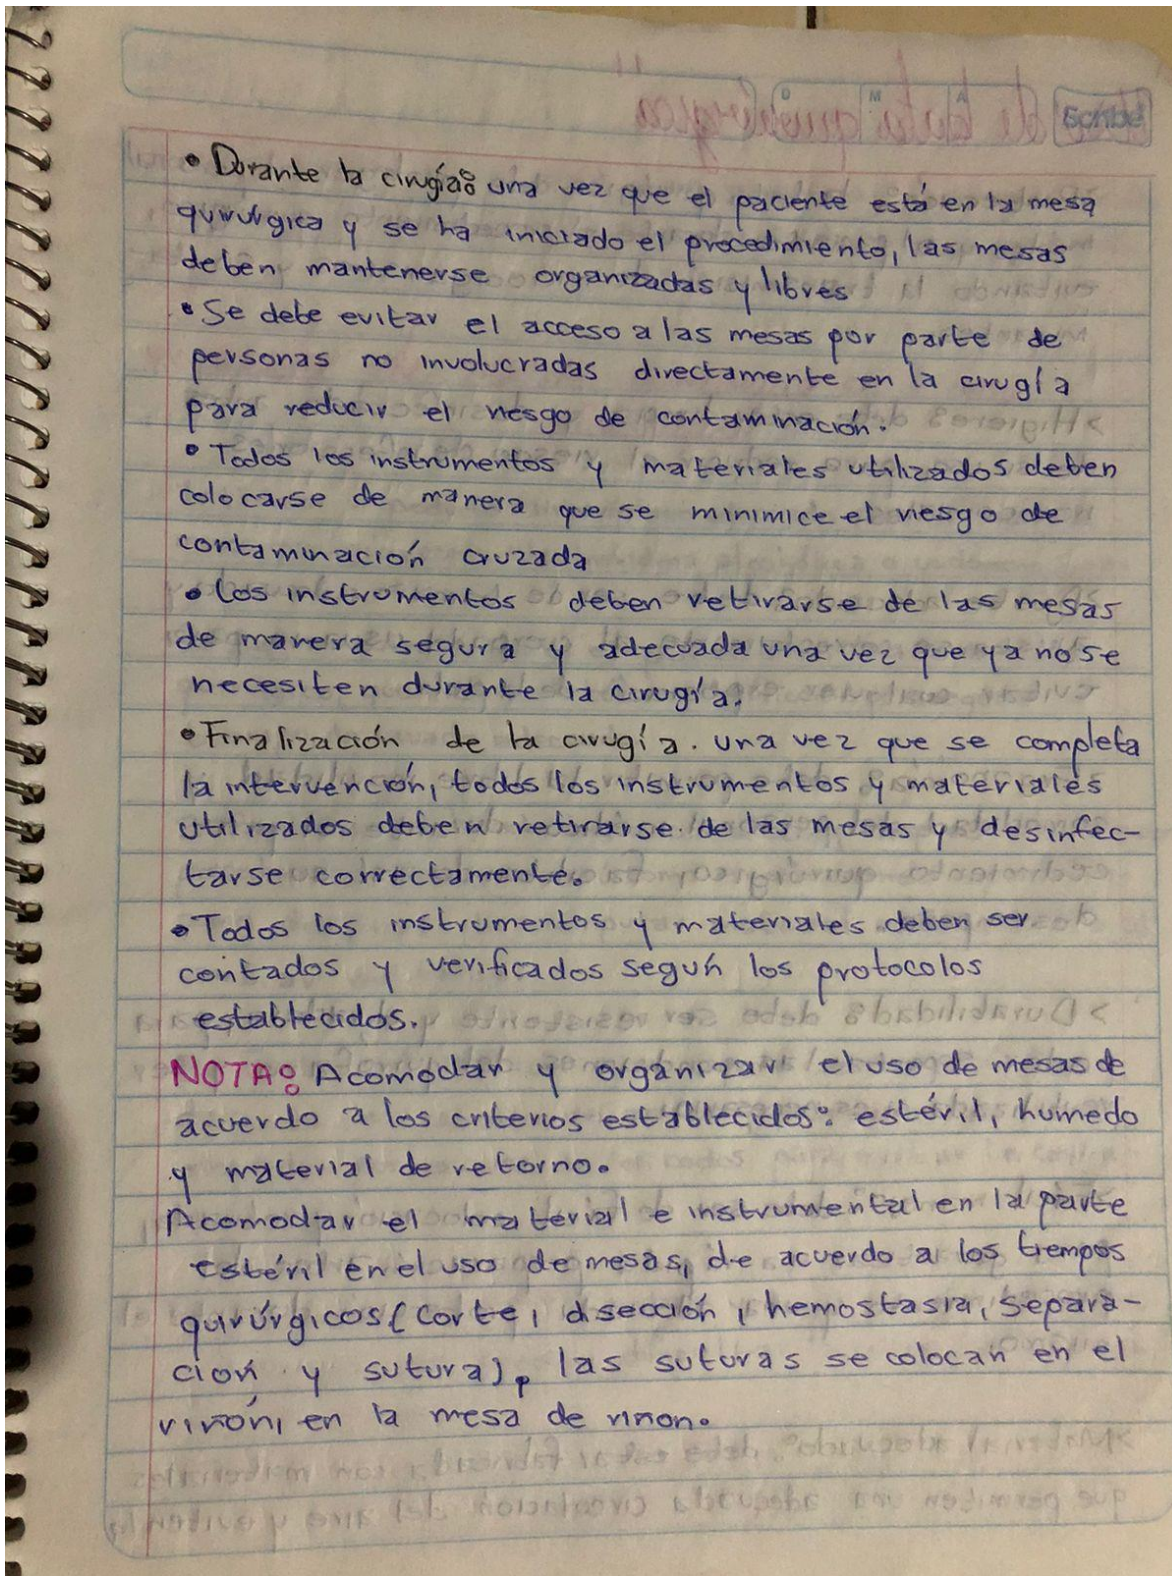 Scribe
• Durante la cirugía: una vez que el paciente está en la mesa
quirúrgica y se ha iniciado el procedimiento, las mesas
deben mantenerse organizadas y libres
• Se debe evitar el acceso a las mesas por parte de
personas no involucradas directamente en la cirugía
para reducir el riesgo de contaminación.
• Todos los instrumentos y materiales utilizados deben
colocarse de manera que se minimice el riesgo de
contaminación cruzada
• Los instrumentos deben retirarse de las mesas
de manera segura y adecuada una vez que ya no se
necesiten durante la cirugía.
• Finalización de la cirugía. una vez que se completa
la intervención, todos los instrumentos y materiales
utilizados deben retirarse de las mesas y desinfec-
tarse correctamente.
• Todos los instrumentos y materiales deben ser
contados y verificados según los protocolos
establecidos.
NOTA: Acomodar y organizar el uso de mesas de
acuerdo a los criterios establecidos: estéril, humedo
y material de retorno.
Acomodar el material e instrumental en la parte
estéril en el uso de mesas, de acuerdo a los tiempos
quirúrgicos (corte, disección, hemostasia, separa-
ción y sutura), las suturas se colocan en el
riñon, en la mesa de riñon.